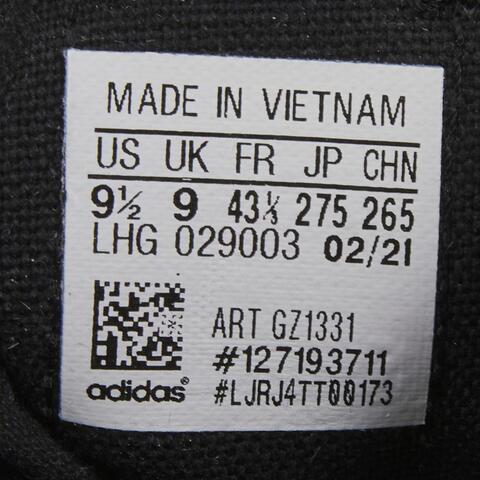 MADE IN VIETNAM
US UK FR JP CHN
9½ 9 43⅓ 275 265
LHG 029003 02/21
ART GZ1331
#127193711
adidas #LJRJ4TT00173